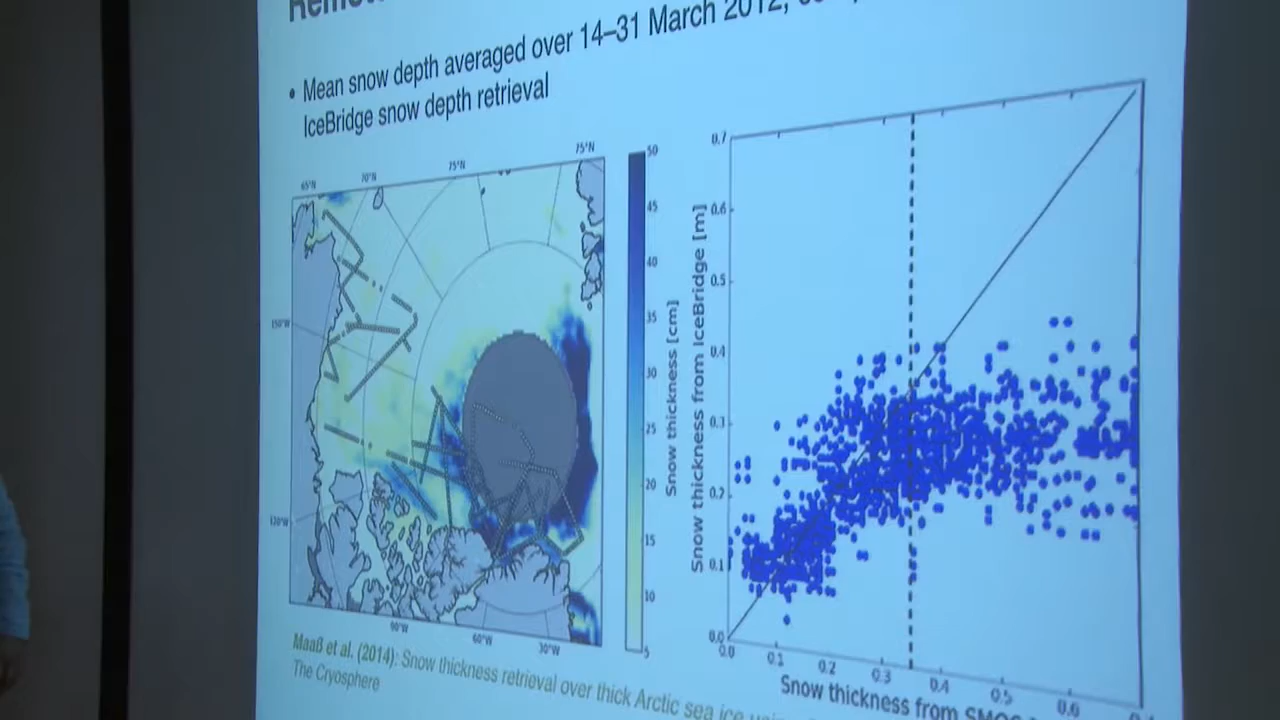 • Mean snow depth averaged over 14–31 March 2012,
IceBridge snow depth retrieval
65°N
70°N
75°N
75°N
150°W
120°W
90°W
60°W
30°W
50
45
40
35
30
25
20
15
10
5
Snow thickness [cm]
Snow thickness from IceBridge [m]
0.7
0.6
0.5
0.4
0.3
0.2
0.1
0.0
0.0
0.1
0.2
0.3
0.4
0.5
0.6
Snow thickness from
Maaß et al. (2014): Snow thickness retrieval over thick Arctic sea ice
The Cryosphere